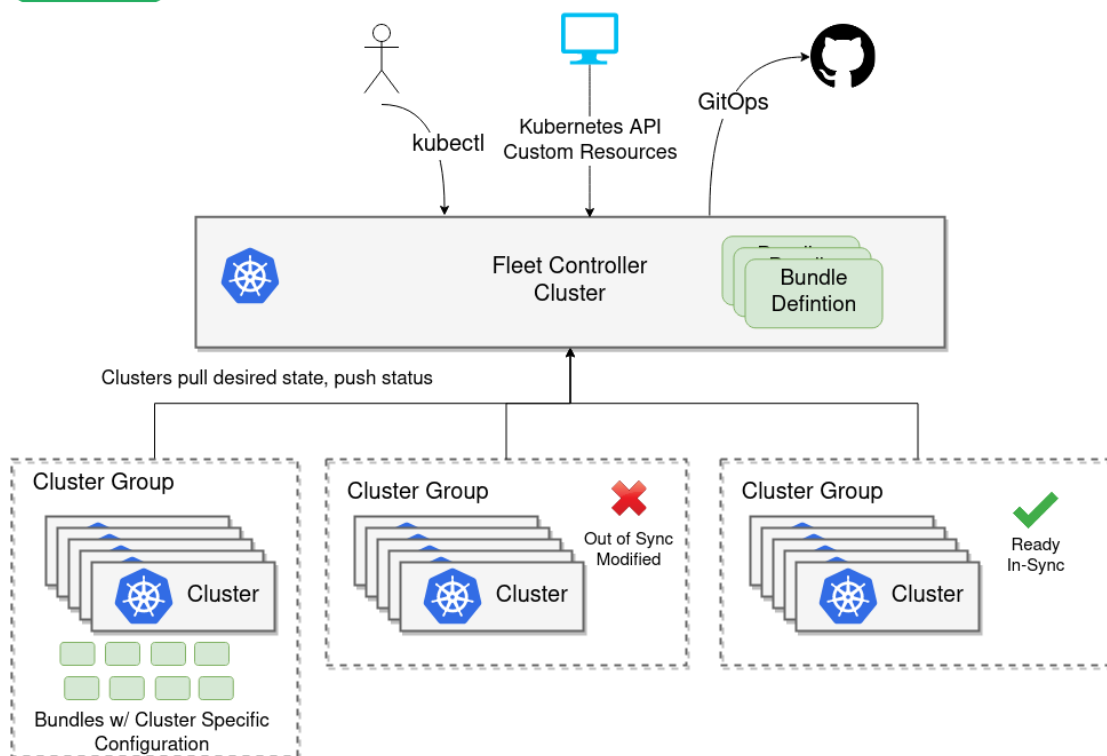 kubectl
Kubernetes API
Custom Resources
GitOps
Fleet Controller
Cluster
Bundle
Defintion
Clusters pull desired state, push status
Cluster Group
Cluster
Bundles w/ Cluster Specific
Configuration
Cluster Group
Out of Sync
Modified
Cluster
Cluster Group
Ready
In-Sync
Cluster